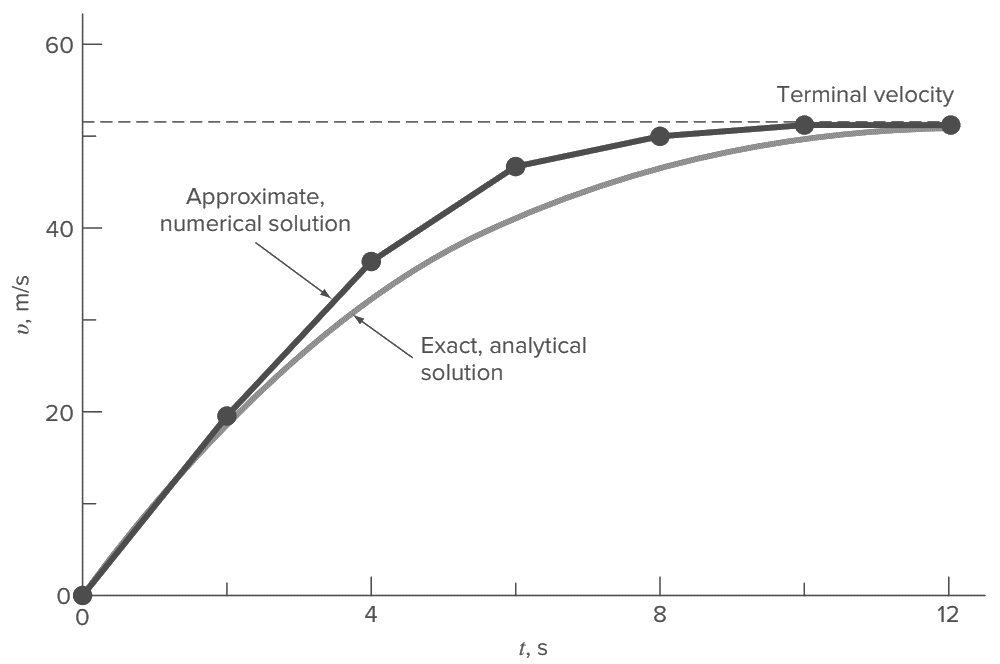 60
Terminal velocity
Approximate,
numerical solution
40
υ, m/s
Exact, analytical
solution
20
0
0
4
8
12
t, s